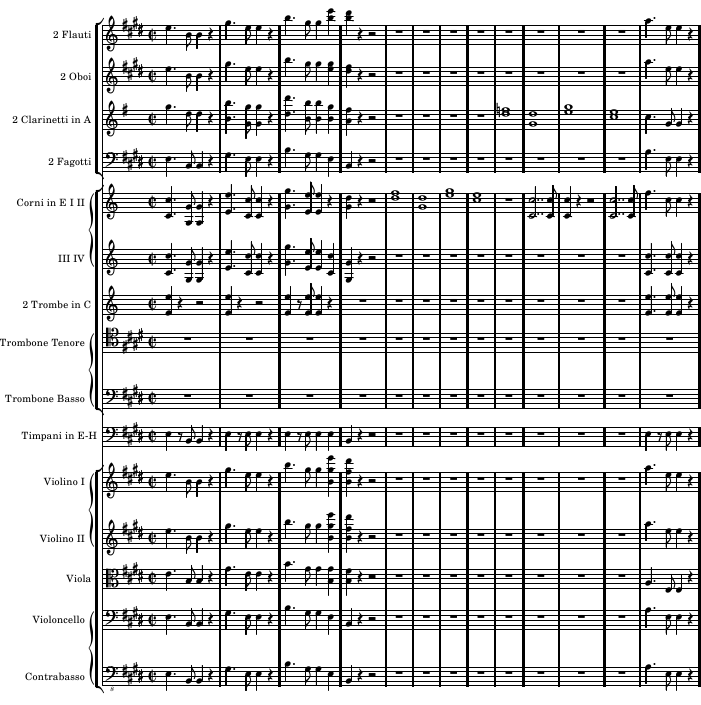 2 Flauti
2 Oboi
2 Clarinetti in A
2 Fagotti
Corni in E I II
III IV
2 Trombe in C
Trombone Tenore
Trombone Basso
Timpani in E-H
Violino I
Violino II
Viola
Violoncello
Contrabasso
8